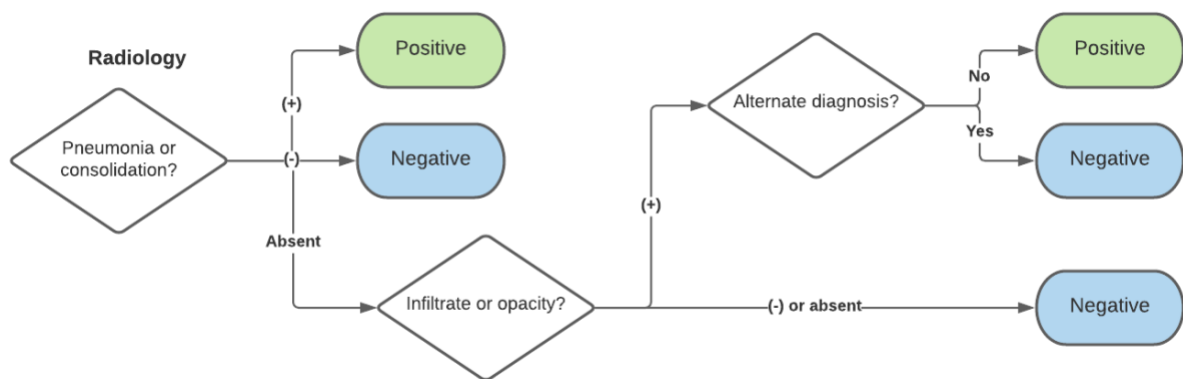 Radiology
Pneumonia or
consolidation?
(+)
Positive
(-)
Negative
Absent
Infiltrate or opacity?
(+)
Alternate diagnosis?
No
Positive
Yes
Negative
(-) or absent
Negative